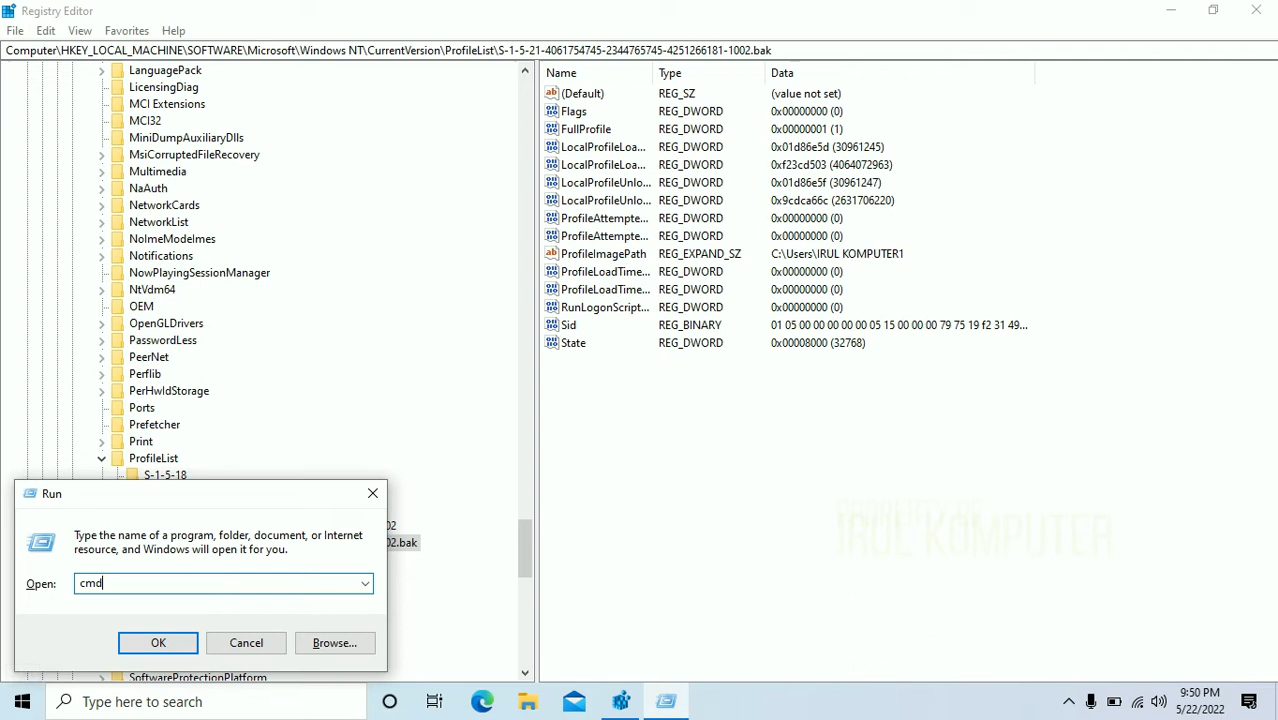 Registry Editor
File Edit View Favorites Help
Computer\HKEY_LOCAL_MACHINE\SOFTWARE\Microsoft\Windows NT\CurrentVersion\ProfileList\S-1-5-21-4061754745-2344765745-4251266181-1002.bak
LanguagePack
LicensingDiag
MCI Extensions
MCI32
MiniDumpAuxiliaryDlls
MsiCorruptedFileRecovery
Multimedia
NaAuth
NetworkCards
NetworkList
NoImeModeImes
Notifications
NowPlayingSessionManager
NtVdm64
OEM
OpenGLDrivers
PasswordLess
PeerNet
Perflib
PerHwIdStorage
Ports
Prefetcher
Print
ProfileList
S-1-5-18
02
02.bak
SoftwareProtectionPlatform
Name Type Data
(Default) REG_SZ (value not set)
Flags REG_DWORD 0x00000000 (0)
FullProfile REG_DWORD 0x00000001 (1)
LocalProfileLoa... REG_DWORD 0x01d86e5d (30961245)
LocalProfileLoa... REG_DWORD 0xf23cd503 (4064072963)
LocalProfileUnlo... REG_DWORD 0x01d86e5f (30961247)
LocalProfileUnlo... REG_DWORD 0x9cdca66c (2631706220)
ProfileAttempte... REG_DWORD 0x00000000 (0)
ProfileAttempte... REG_DWORD 0x00000000 (0)
ProfileImagePath REG_EXPAND_SZ C:\Users\IRUL KOMPUTER1
ProfileLoadTime... REG_DWORD 0x00000000 (0)
ProfileLoadTime... REG_DWORD 0x00000000 (0)
RunLogonScript... REG_DWORD 0x00000000 (0)
Sid REG_BINARY 01 05 00 00 00 00 00 05 15 00 00 00 79 75 19 f2 31 49...
State REG_DWORD 0x00008000 (32768)
IRUL KOMPUTER
Run
Type the name of a program, folder, document, or Internet
resource, and Windows will open it for you.
Open: cmd
OK Cancel Browse...
Type here to search
9:50 PM
5/22/2022